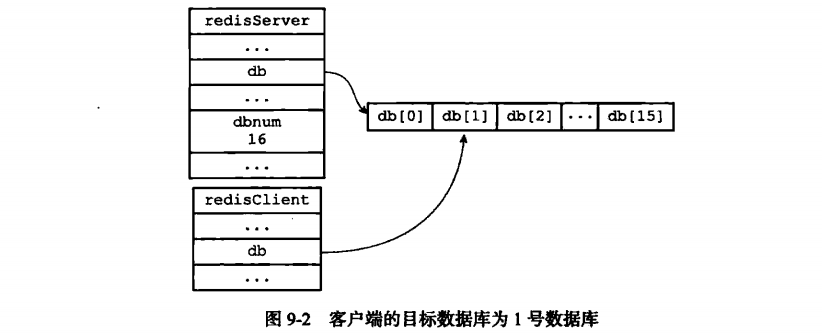 redisServer
...
db
...
dbnum
16
...
db[0] db[1] db[2] ... db[15]
redisClient
...
db
...
图 9-2 客户端的目标数据库为 1 号数据库